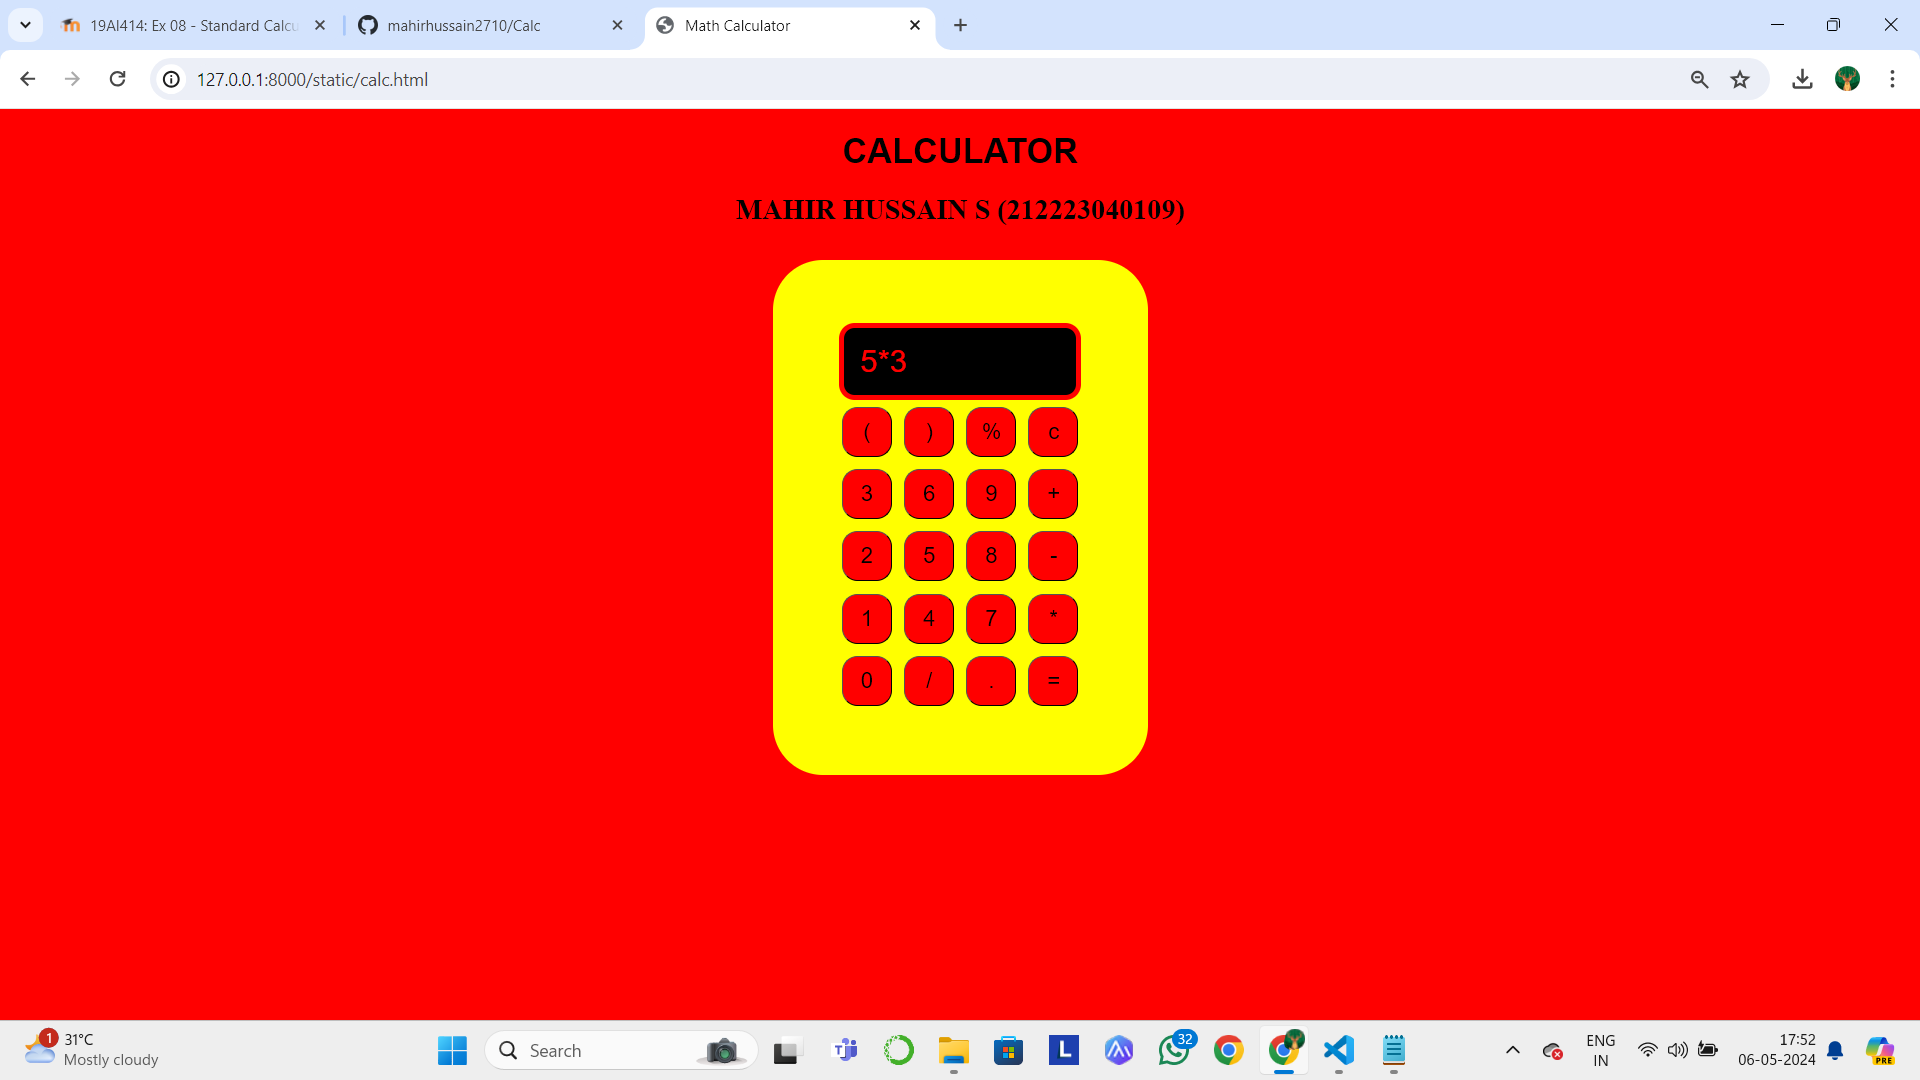 19AI414: Ex 08 - Standard Calcu
mahirhussain2710/Calc
Math Calculator
127.0.0.1:8000/static/calc.html
CALCULATOR
MAHIR HUSSAIN S (212223040109)
5*3
( ) % c
3 6 9 +
2 5 8 -
1 4 7 *
0 / . =
1
31°C
Mostly cloudy
Search
L
32
ENG
IN
17:52
06-05-2024
PRE